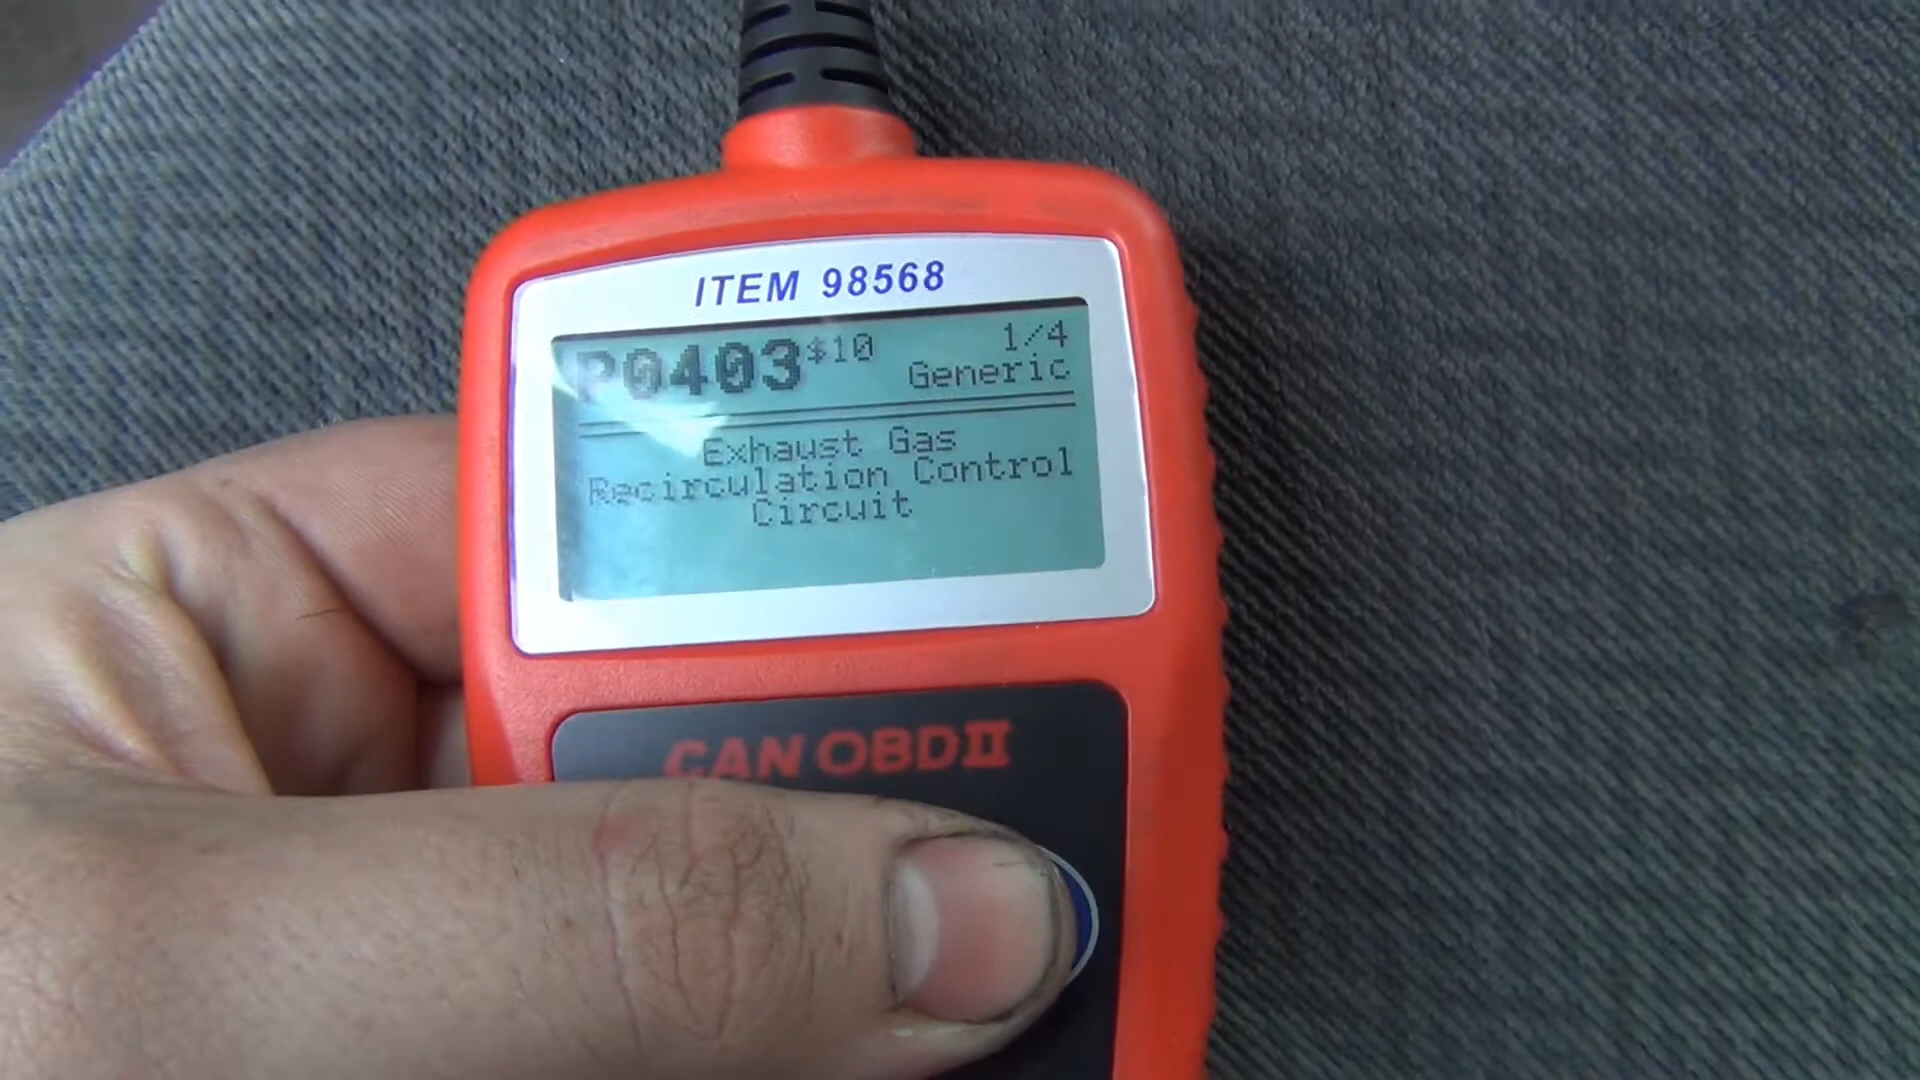 ITEM 98568
P0403 $10 1/4
Generic
Exhaust Gas
Recirculation Control
Circuit
CAN OBDII